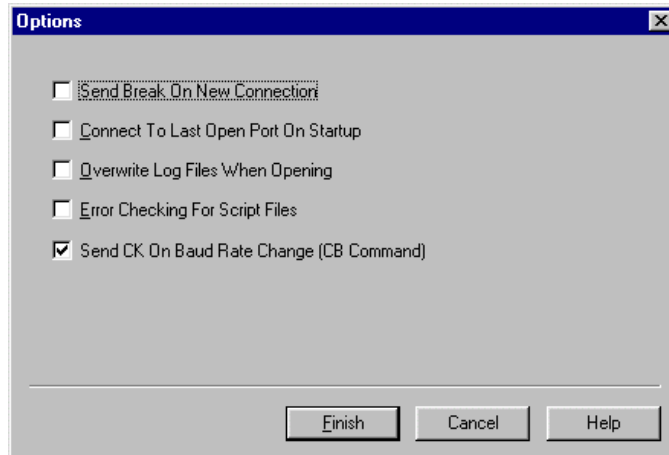 Options
Send Break On New Connection
Connect To Last Open Port On Startup
Overwrite Log Files When Opening
Error Checking For Script Files
Send CK On Baud Rate Change (CB Command)
Finish Cancel Help